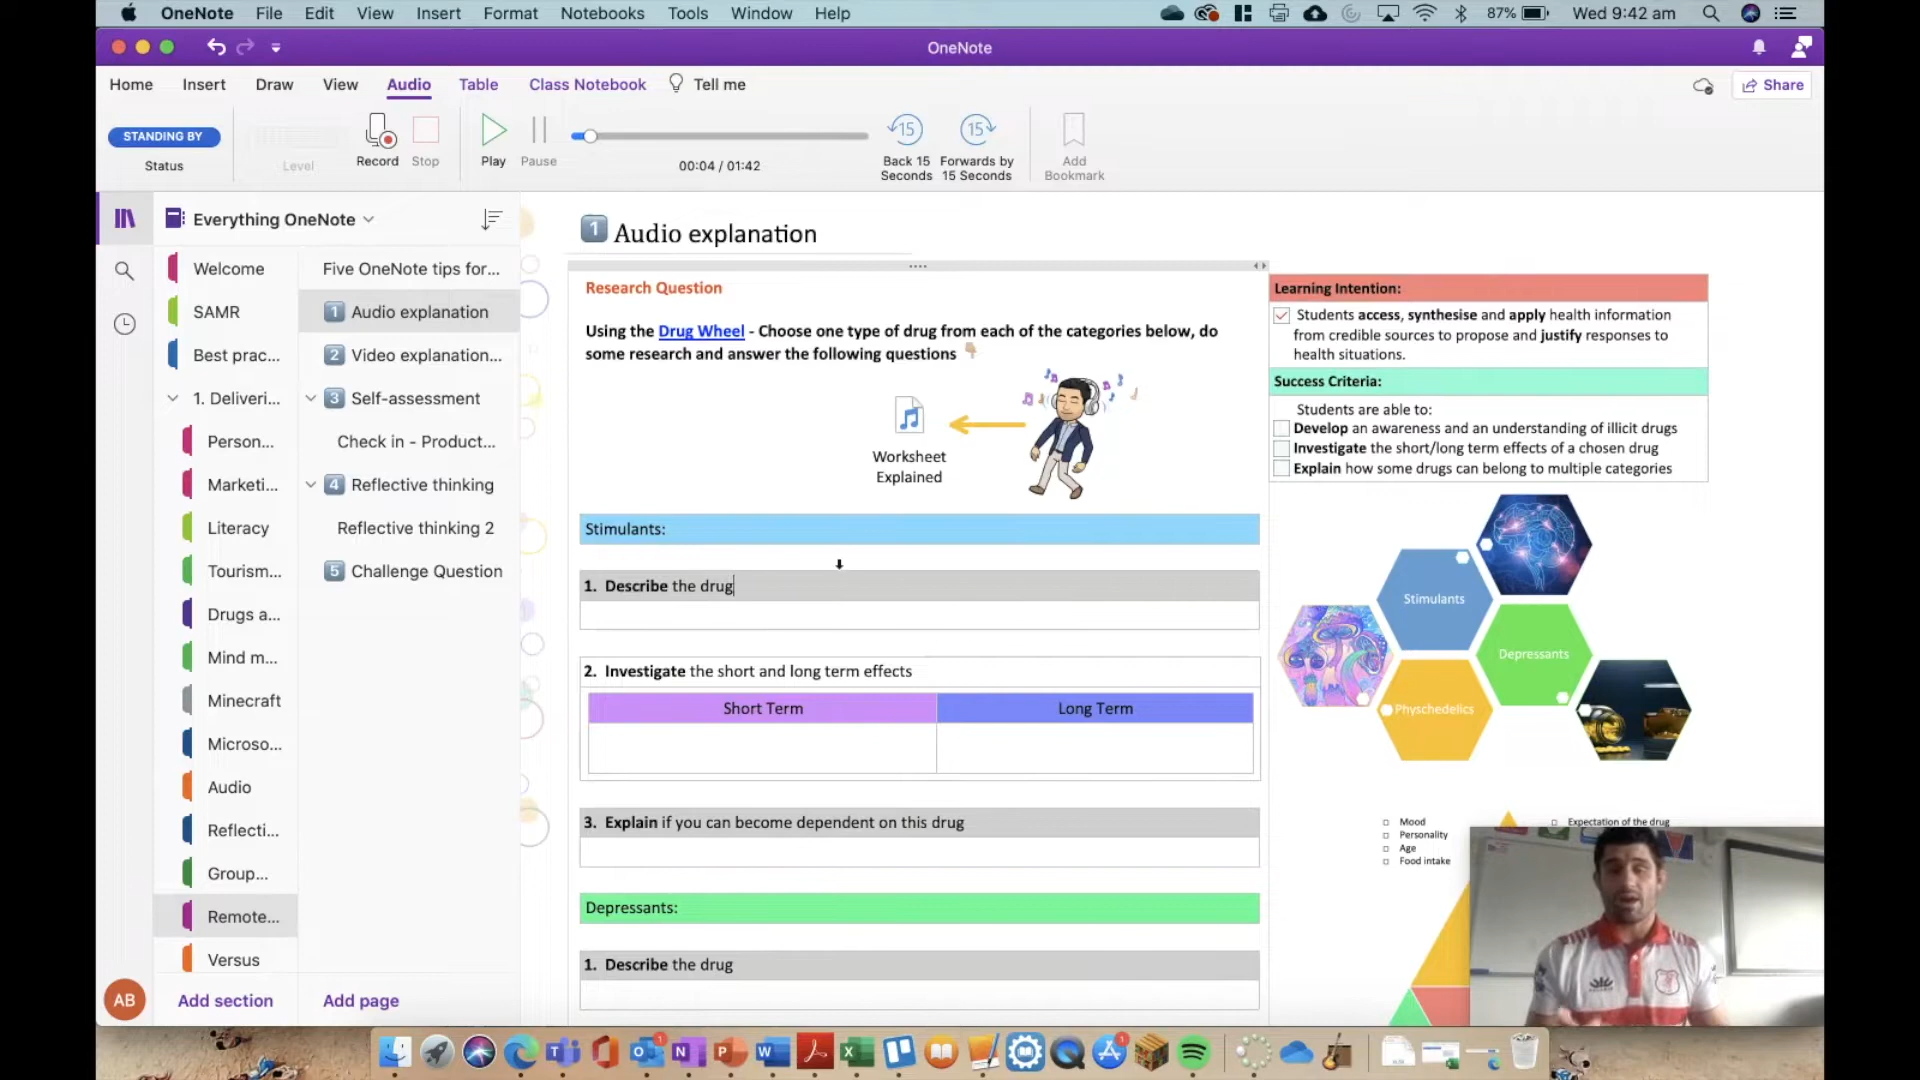 OneNote File Edit View Insert Format Notebooks Tools Window Help 87% Wed 9:42 am
OneNote
Home Insert Draw View Audio Table Class Notebook Tell me Share
STANDING BY
Status
Level
Record
Stop
Play
Pause
00:04 / 01:42
15
Back 15
Seconds
15
Forwards by
15 Seconds
Add
Bookmark
Everything OneNote
Welcome
SAMR
Best prac...
1. Deliveri...
Person...
Marketi...
Literacy
Tourism...
Drugs a...
Mind m...
Minecraft
Microso...
Audio
Reflecti...
Group...
Remote...
Versus
Add section
AB
Five OneNote tips for...
1 Audio explanation
2 Video explanation...
3 Self-assessment
Check in - Product...
4 Reflective thinking
Reflective thinking 2
5 Challenge Question
Add page
1 Audio explanation
Research Question
Using the Drug Wheel - Choose one type of drug from each of the categories below, do
some research and answer the following questions
Worksheet
Explained
Stimulants:
1. Describe the drug
2. Investigate the short and long term effects
Short Term Long Term
3. Explain if you can become dependent on this drug
Depressants:
1. Describe the drug
Learning Intention:
Students access, synthesise and apply health information
from credible sources to propose and justify responses to
health situations.
Success Criteria:
Students are able to:
Develop an awareness and an understanding of illicit drugs
Investigate the short/long term effects of a chosen drug
Explain how some drugs can belong to multiple categories
Stimulants
Depressants
Physchedelics
Mood
Personality
Age
Food intake
Expectation of the drug